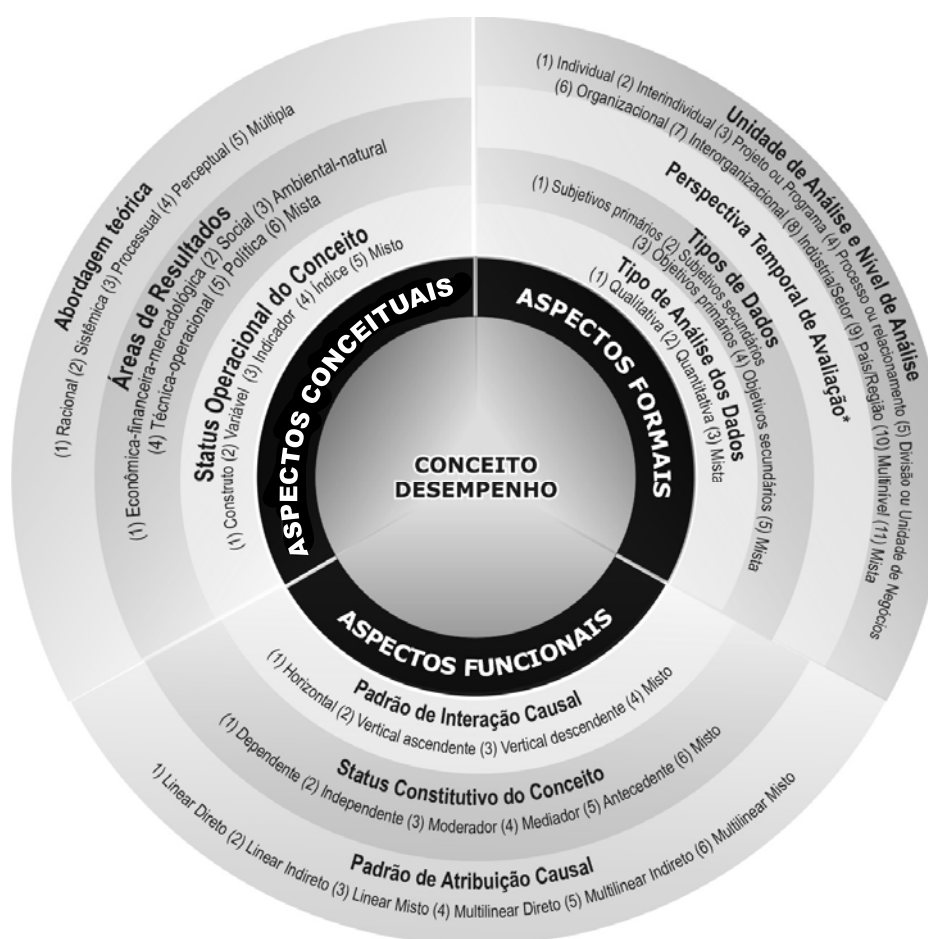 CONCEITO
DESEMPENHO
ASPECTOS CONCEITUAIS
Abordagem teórica
(1) Racional (2) Sistêmica (3) Processual (4) Perceptual (5) Múltipla
Áreas de Resultados
(1) Econômica-financeira-mercadológica (2) Social (3) Ambiental-natural
(4) Técnica-operacional (5) Política (6) Mista
Status Operacional do Conceito
(1) Construto (2) Variável (3) Indicador (4) Índice (5) Misto
ASPECTOS FORMAIS
Unidade de Análise e Nível de Análise
(1) Individual (2) Interindividual (3) Projeto ou Programa (4) Processo ou relacionamento (5) Divisão ou Unidade de Negócios
(6) Organizacional (7) Interorganizacional (8) Indústria/Setor (9) País/Região (10) Multinível (11) Mista
Perspectiva Temporal de Avaliação*
Tipos de Dados
(1) Subjetivos primários (2) Subjetivos secundários
(3) Objetivos primários (4) Objetivos secundários (5) Mista
Tipo de Análise dos Dados
(1) Qualitativa (2) Quantitativa (3) Mista
ASPECTOS FUNCIONAIS
Padrão de Interação Causal
(1) Horizontal (2) Vertical ascendente (3) Vertical descendente (4) Misto
Status Constitutivo do Conceito
(1) Dependente (2) Independente (3) Moderador (4) Mediador (5) Antecedente (6) Misto
Padrão de Atribuição Causal
1) Linear Direto (2) Linear Indireto (3) Linear Misto (4) Multilinear Direto (5) Multilinear Indireto (6) Multilinear Misto